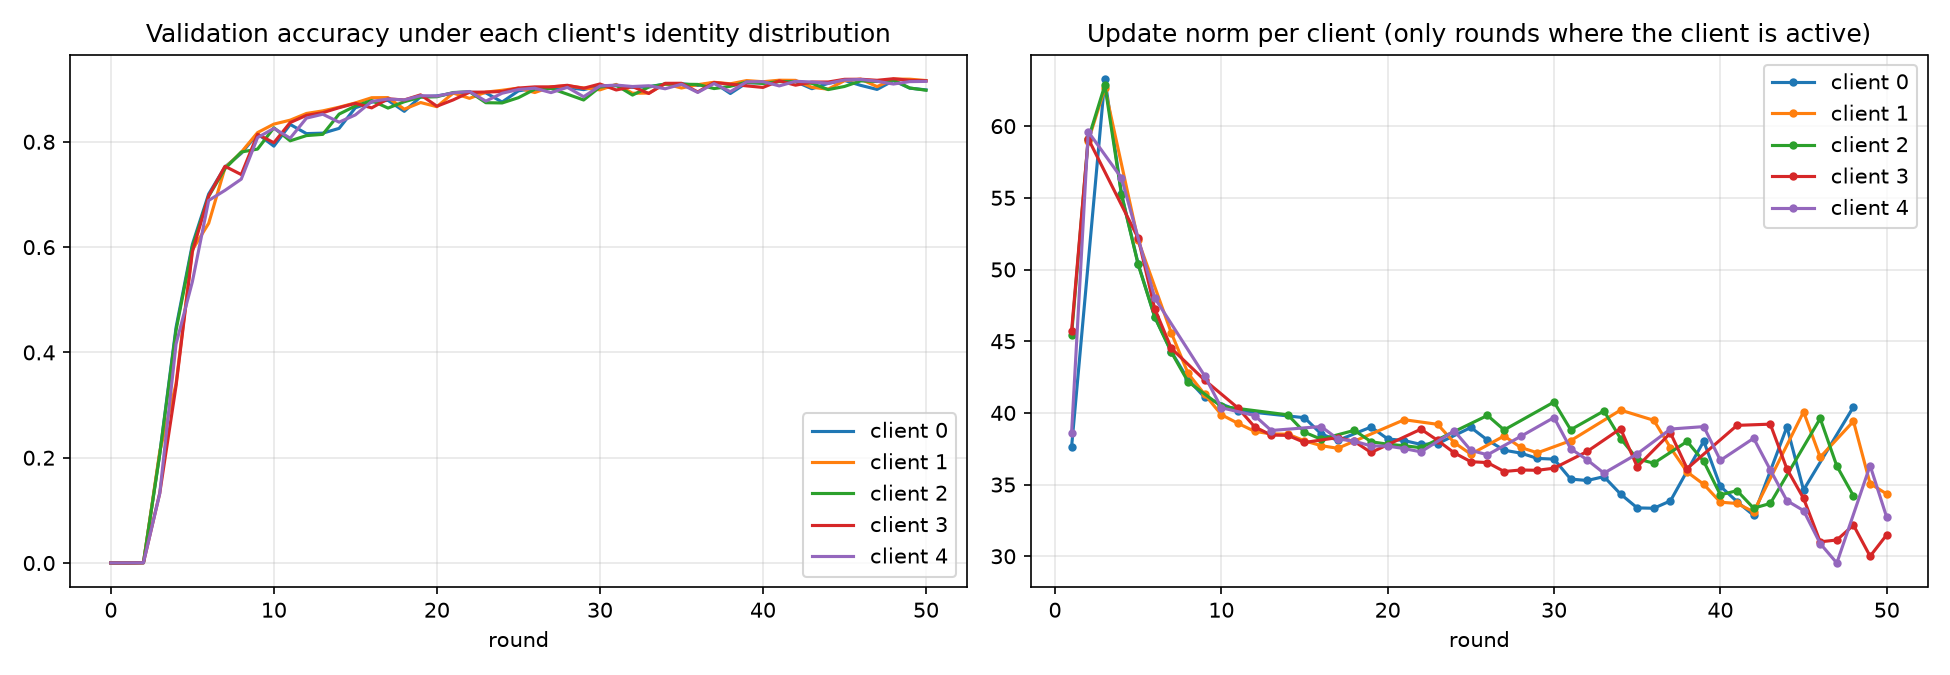 Validation accuracy under each client's identity distribution
0.8
0.6
0.4
0.2
0.0
0
10
20
30
40
50
round
client 0
client 1
client 2
client 3
client 4
Update norm per client (only rounds where the client is active)
60
55
50
45
40
35
30
0
10
20
30
40
50
round
client 0
client 1
client 2
client 3
client 4